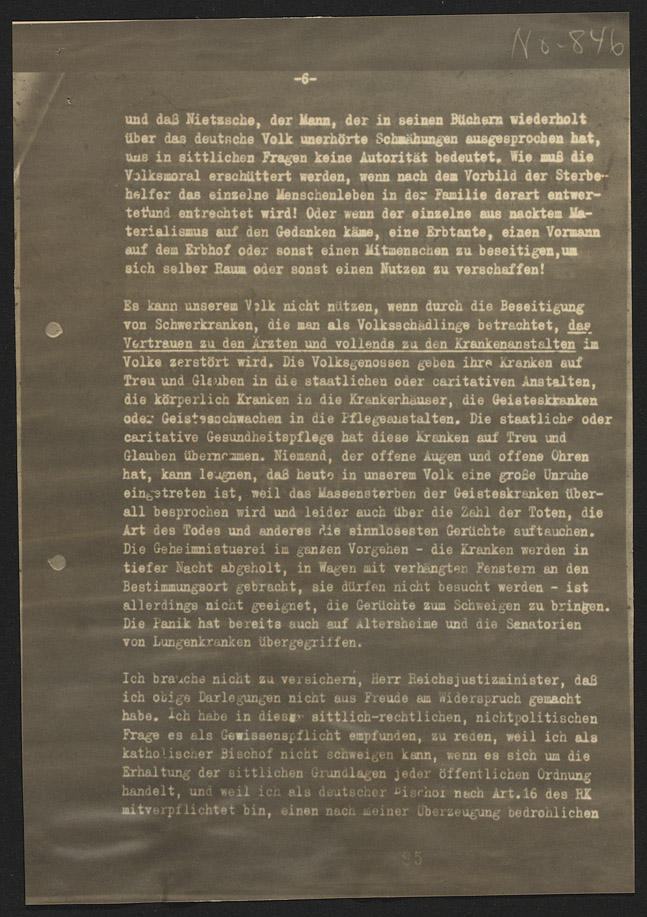 No-846
-6-
und daß Nietzsche, der Mann, der in seinen Büchern wiederholt
über das deutsche Volk unerhörte Schmähungen ausgesprochen hat,
uns in sittlichen Fragen keine Autorität bedeutet. Wie muß die
Volksmoral erschüttert werden, wenn nach dem Vorbild der Sterbe-
helfer das einzelne Menschenleben in der Familie derart entwer-
tet und entrechtet wird! Oder wenn der einzelne aus nacktem Ma-
terialismus auf den Gedanken käme, eine Erbtante, einen Vormann
auf dem Erbhof oder sonst einen Mitmenschen zu beseitigen, um
sich selber Raum oder sonst einen Nutzen zu verschaffen!
Es kann unserem Volk nicht nützen, wenn durch die Beseitigung
von Schwerkranken, die man als Volksschädlinge betrachtet, das
Vertrauen zu den Ärzten und vollends zu den Krankenanstalten im
Volke zerstört wird. Die Volksgenossen geben ihre Kranken auf
Treu und Glauben in die staatlichen oder caritativen Anstalten,
die körperlich Kranken in die Krankenhäuser, die Geisteskranken
oder Geistesschwachen in die Pflegeanstalten. Die staatliche oder
caritative Gesundheitspflege hat diese Kranken auf Treu und
Glauben übernommen. Niemand, der offene Augen und offene Ohren
hat, kann leugnen, daß heute in unserem Volk eine große Unruhe
eingetreten ist, weil das Massensterben der Geisteskranken über-
all besprochen wird und leider auch über die Zahl der Toten, die
Art des Todes und anderes die sinnlosesten Gerüchte auftauchen.
Die Geheimnistuerei im ganzen Vorgehen - die Kranken werden in
tiefer Nacht abgeholt, in Wagen mit verhängten Fenstern an den
Bestimmungsort gebracht, sie dürfen nicht besucht werden - ist
allerdings nicht geeignet, die Gerüchte zum Schweigen zu bringen.
Die Panik hat bereits auch auf Altersheime und die Sanatorien
von Lungenkranken übergegriffen.
Ich brauche nicht zu versichern, Herr Reichsjustizminister, daß
ich obige Darlegungen nicht aus Freude am Widerspruch gemacht
habe. Ich habe in dieser sittlich-rechtlichen, nichtpolitischen
Frage es als Gewissenspflicht empfunden, zu reden, weil ich als
katholischer Bischof nicht schweigen kann, wenn es sich um die
Erhaltung der sittlichen Grundlagen jeder öffentlichen Ordnung
handelt, und weil ich als deutscher Bischof nach Art.16 des RK
mitverpflichtet bin, einen nach meiner Überzeugung bedrohlichen